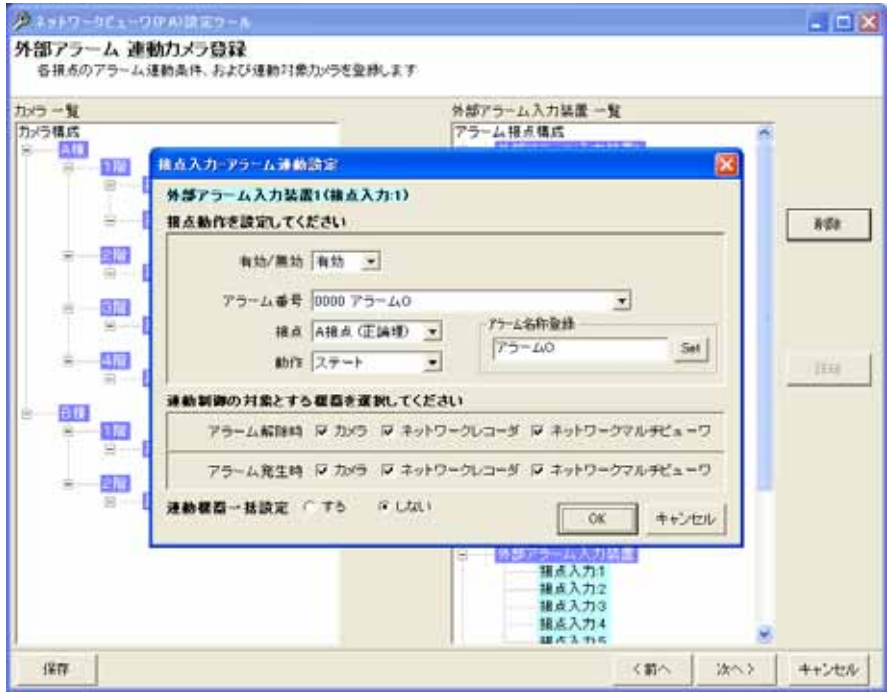 ネットワークビューワ(PA)設定ツール
外部アラーム 連動カメラ登録
各接点のアラーム連動条件、および連動対象カメラを登録します
カメラ一覧
カメラ構成
A棟
1階
2階
3階
4階
B棟
1階
2階
外部アラーム入力装置 一覧
アラーム接点構成
削除
接点入力-アラーム連動設定
外部アラーム入力装置1(接点入力:1)
接点動作を設定してください
有効/無効 有効
アラーム番号 0000 アラーム0
接点 A接点 (正論理)
動作 ステート
アラーム名称登録
アラーム0 Set
連動制御の対象とする機器を選択してください
アラーム解除時 カメラ ネットワークレコーダ ネットワークマルチビューワ
アラーム発生時 カメラ ネットワークレコーダ ネットワークマルチビューワ
連動機器一括設定 する しない
OK キャンセル
外部アラーム入力装置
接点入力:1
接点入力:2
接点入力:3
接点入力:4
接点入力:5
保存 <前へ 次へ> キャンセル